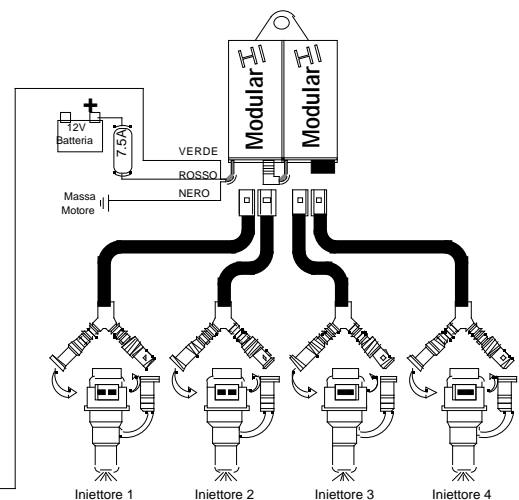 Modular HI
Modular HI
+
12V
Batteria
7.5A
VERDE
ROSSO
NERO
Massa
Motore
Iniettore 1
Iniettore 2
Iniettore 3
Iniettore 4